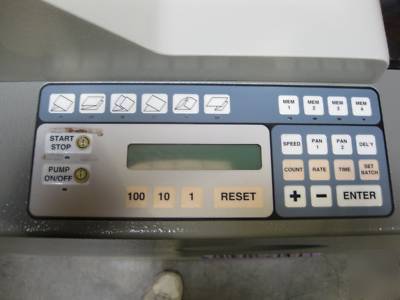 MEM 1 MEM 2 MEM 3 MEM 4
START STOP
SPEED PAN 1 PAN 2 DEL'Y
PUMP ON/OFF
COUNT RATE TIME SET BATCH
100 10 1 RESET
+ − ENTER